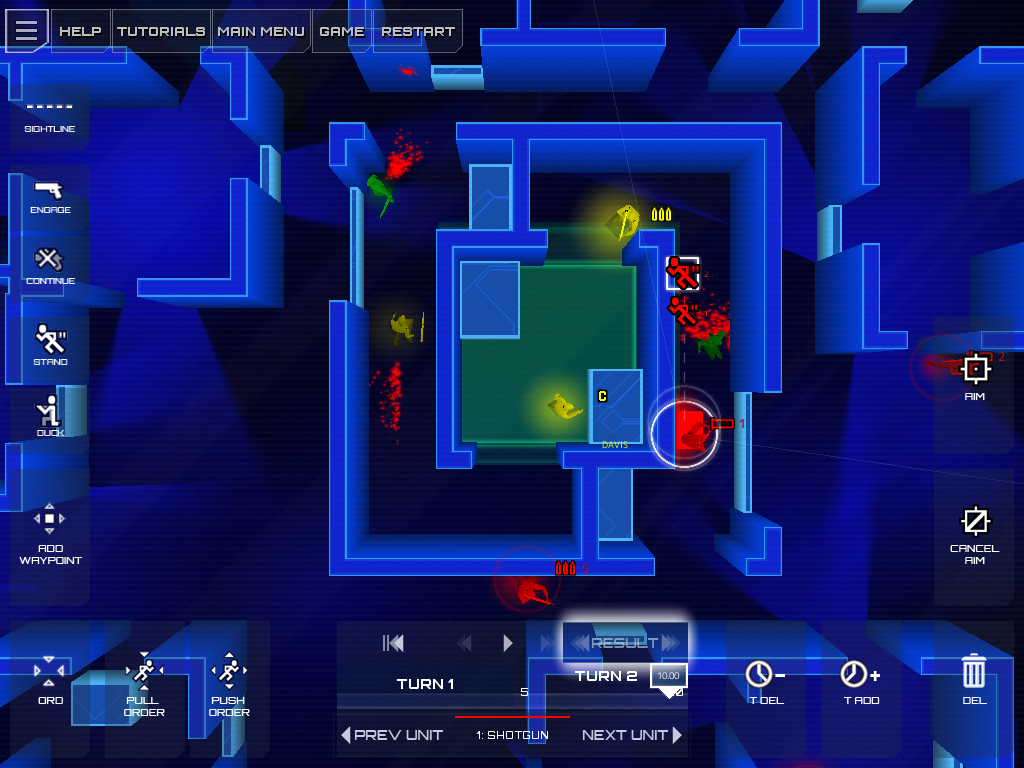 HELP
TUTORIALS
MAIN MENU
GAME
RESTART
SIGHTLINE
ENGAGE
CONTINUE
STAND
DUCK
ADD
WAYPOINT
ORD
PULL
ORDER
PUSH
ORDER
2
C
DAVIS
1
2
5
AIM
CANCEL
AIM
RESULT
TURN 1
5
TURN 2
10.00
PREV UNIT
1: SHOTGUN
NEXT UNIT
T DEL
T ADD
DEL